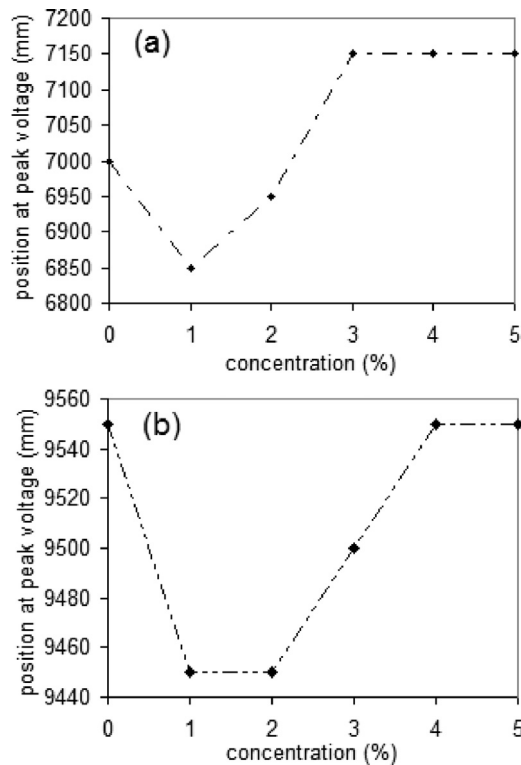 (a)
position at peak voltage (mm)
7200
7150
7100
7050
7000
6950
6900
6850
6800
0 1 2 3 4 5
concentration (%)
(b)
position at peak voltage (mm)
9560
9540
9520
9500
9480
9460
9440
0 1 2 3 4 5
concentration (%)